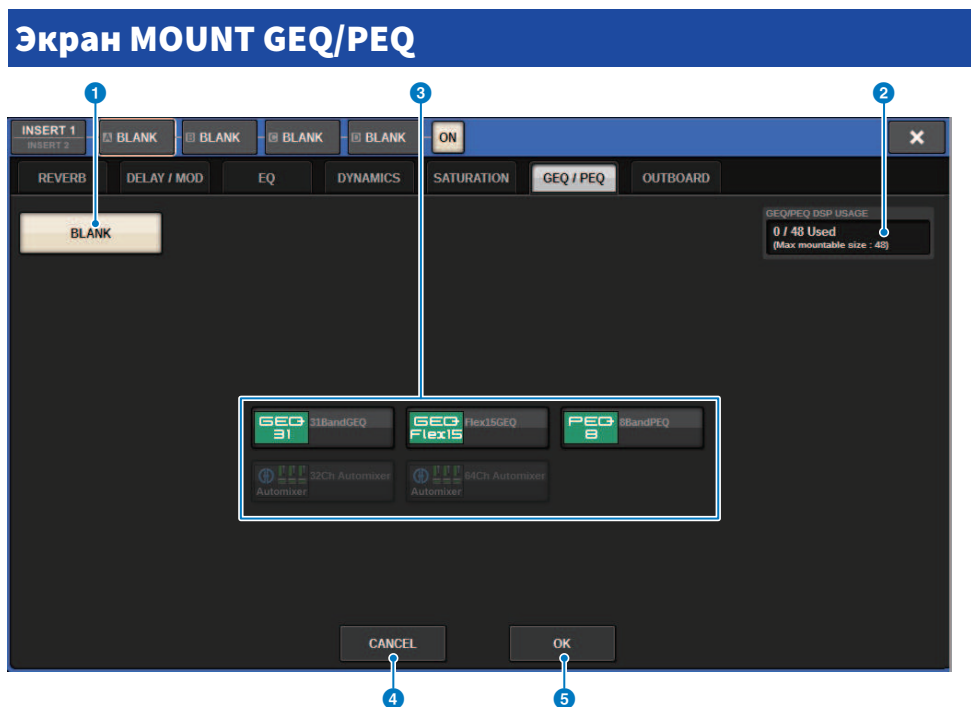 Экран MOUNT GEQ/PEQ
1 3 2
INSERT 1 A BLANK B BLANK C BLANK D BLANK ON ×
INSERT 2
REVERB DELAY / MOD EQ DYNAMICS SATURATION GEQ / PEQ OUTBOARD
BLANK
GEQ/PEQ DSP USAGE
0 / 48 Used
(Max mountable size : 48)
GEQ 31 31BandGEQ
GEQ Flex15 Flex15GEQ
PEQ 8 8BandPEQ
Automixer 32Ch Automixer
Automixer 64Ch Automixer
CANCEL OK
4 5